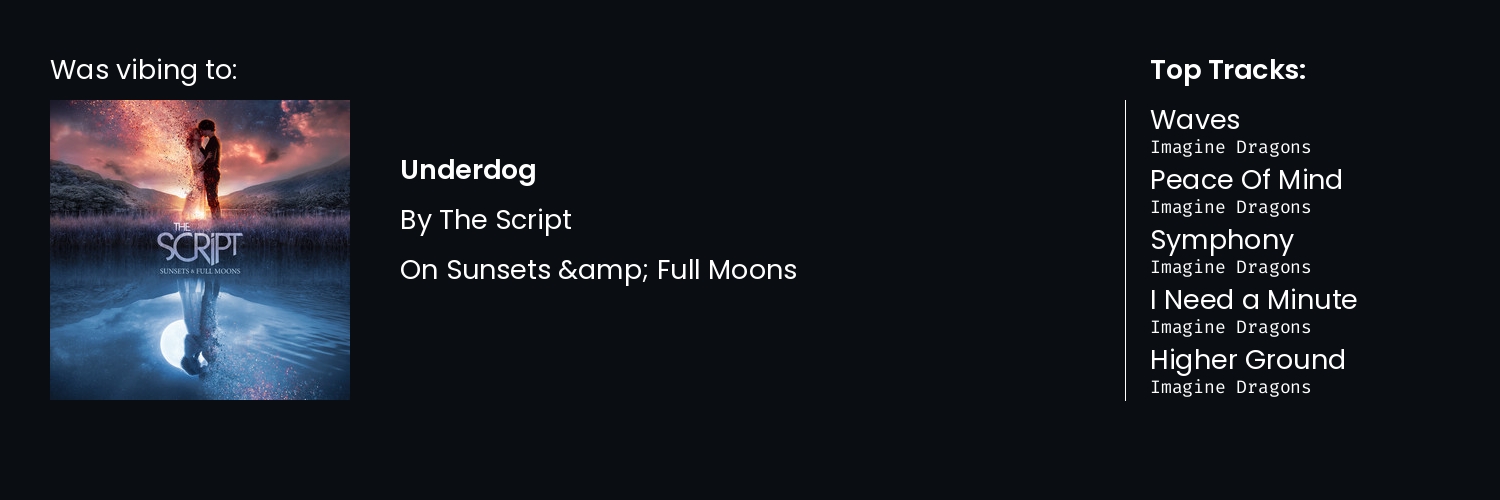 Was vibing to:
THE
SCRIPT
SUNSETS & FULL MOONS
Underdog
By The Script
On Sunsets &amp; Full Moons
Top Tracks:
Waves
Imagine Dragons
Peace Of Mind
Imagine Dragons
Symphony
Imagine Dragons
I Need a Minute
Imagine Dragons
Higher Ground
Imagine Dragons